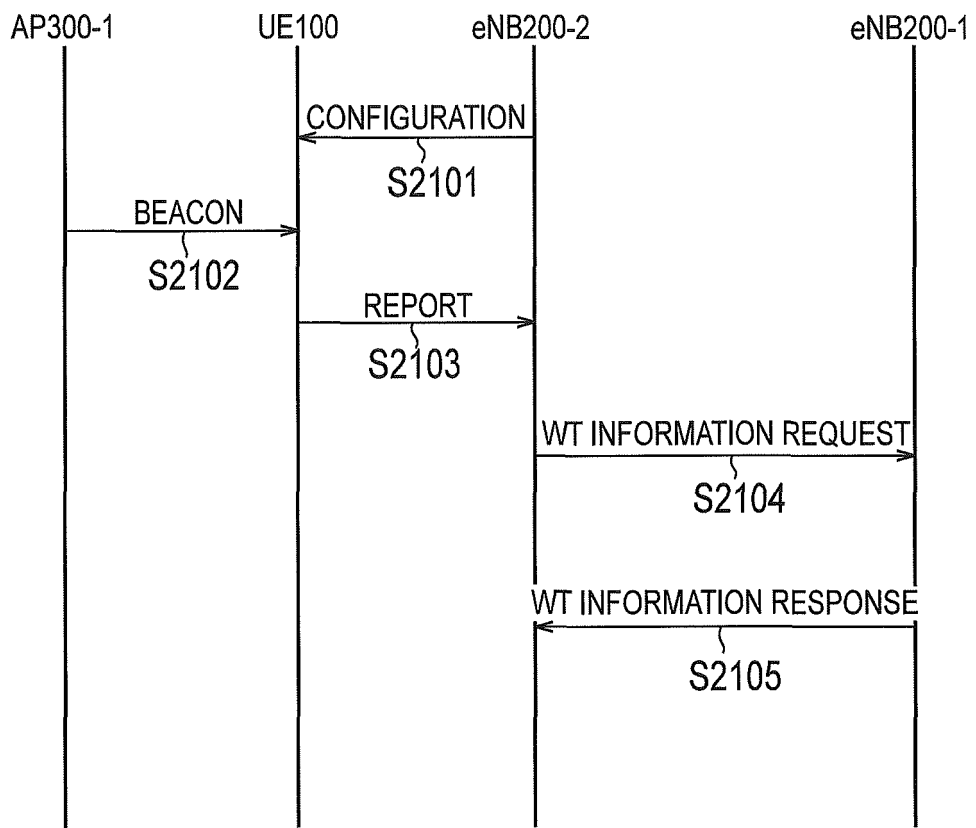 AP300-1 UE100 eNB200-2 eNB200-1
CONFIGURATION
S2101
BEACON
S2102
REPORT
S2103
WT INFORMATION REQUEST
S2104
WT INFORMATION RESPONSE
S2105